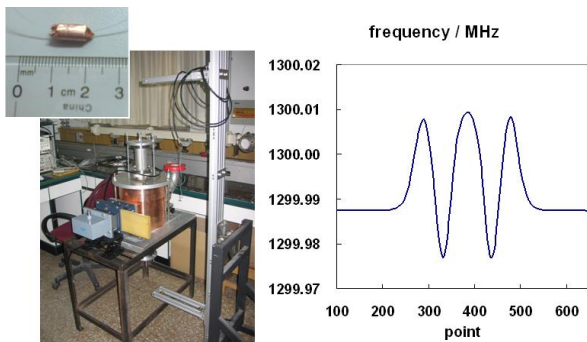 mm
0 1 cm 2 3
China
frequency / MHz
1300.02
1300.01
1300.00
1299.99
1299.98
1299.97
100 200 300 400 500 600
point